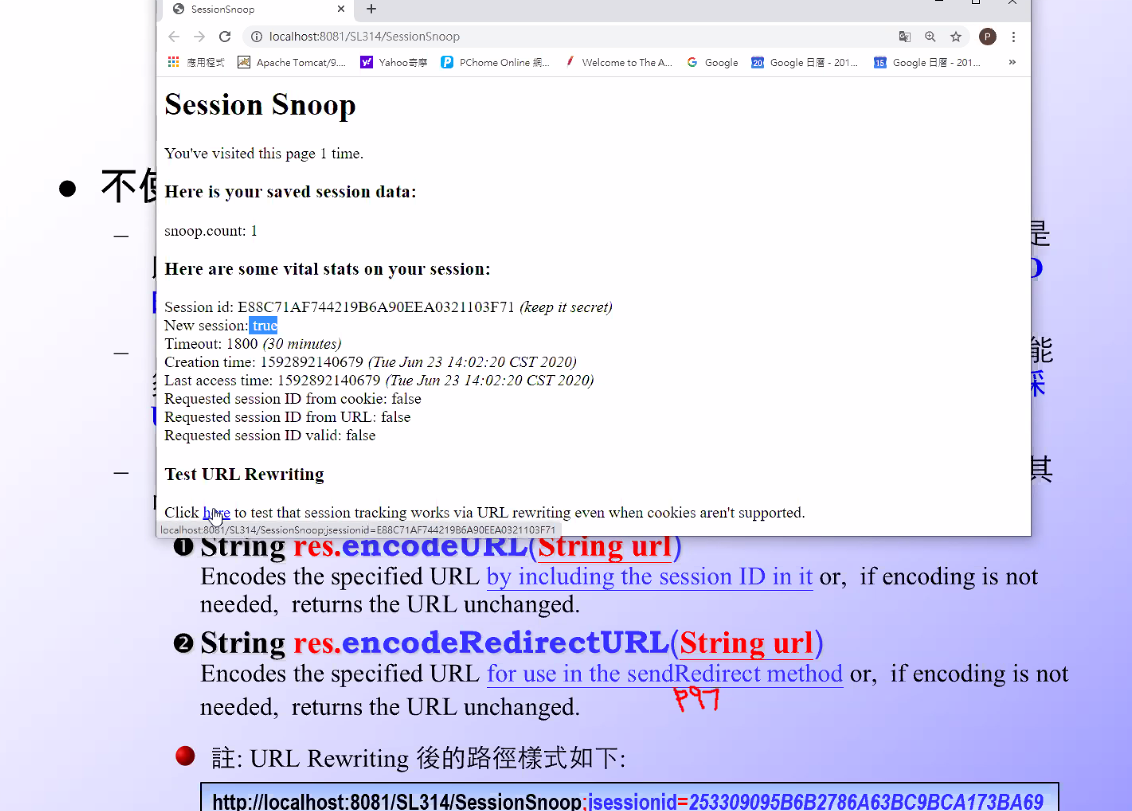 SessionSnoop
localhost:8081/SL314/SessionSnoop
P
應用程式 Apache Tomcat/9.... Yahoo奇摩 PChome Online 網... Welcome to The A... Google Google 日曆 - 201... Google 日曆 - 201... »
Session Snoop
You've visited this page 1 time.
不
Here is your saved session data:
snoop.count: 1
是
Here are some vital stats on your session:
Session id: E88C71AF744219B6A90EEA0321103F71 (keep it secret)
New session: true
Timeout: 1800 (30 minutes)
能
Creation time: 1592892140679 (Tue Jun 23 14:02:20 CST 2020)
Last access time: 1592892140679 (Tue Jun 23 14:02:20 CST 2020)
Requested session ID from cookie: false
Requested session ID from URL: false
Requested session ID valid: false
Test URL Rewriting
其
Click here to test that session tracking works via URL rewriting even when cookies aren't supported.
localhost:8081/SL314/SessionSnoop;jsessionid=E88C71AF744219B6A90EEA0321103F71
❶ String res.encodeURL(String url)
Encodes the specified URL by including the session ID in it or, if encoding is not
needed, returns the URL unchanged.
❷ String res.encodeRedirectURL(String url)
Encodes the specified URL for use in the sendRedirect method or, if encoding is not
needed, returns the URL unchanged.
P97
註: URL Rewriting 後的路徑樣式如下:
http://localhost:8081/SL314/SessionSnoop;jsessionid=253309095B6B2786A63BC9BCA173BA69